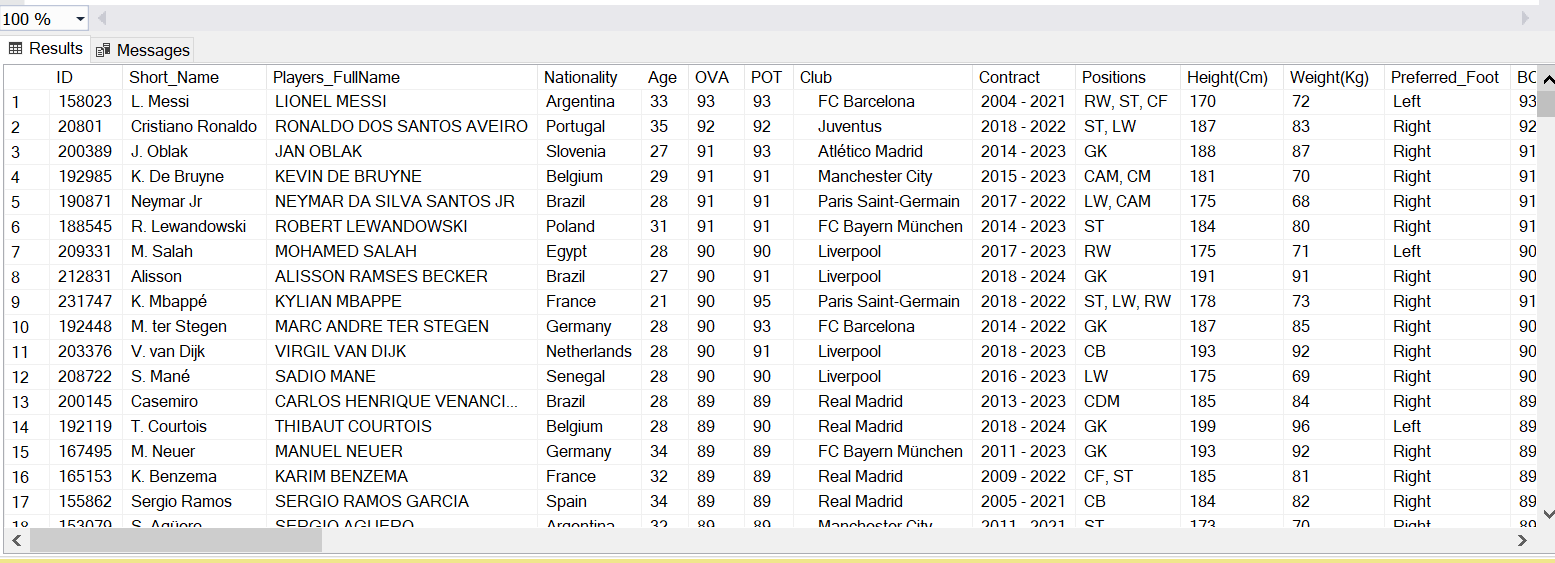 100 %
Results Messages
ID Short_Name Players_FullName Nationality Age OVA POT Club Contract Positions Height(Cm) Weight(Kg) Preferred_Foot
1 158023 L. Messi LIONEL MESSI Argentina 33 93 93 FC Barcelona 2004 - 2021 RW, ST, CF 170 72 Left 93
2 20801 Cristiano Ronaldo RONALDO DOS SANTOS AVEIRO Portugal 35 92 92 Juventus 2018 - 2022 ST, LW 187 83 Right 92
3 200389 J. Oblak JAN OBLAK Slovenia 27 91 93 Atlético Madrid 2014 - 2023 GK 188 87 Right 91
4 192985 K. De Bruyne KEVIN DE BRUYNE Belgium 29 91 91 Manchester City 2015 - 2023 CAM, CM 181 70 Right 91
5 190871 Neymar Jr NEYMAR DA SILVA SANTOS JR Brazil 28 91 91 Paris Saint-Germain 2017 - 2022 LW, CAM 175 68 Right 91
6 188545 R. Lewandowski ROBERT LEWANDOWSKI Poland 31 91 91 FC Bayern München 2014 - 2023 ST 184 80 Right 91
7 209331 M. Salah MOHAMED SALAH Egypt 28 90 90 Liverpool 2017 - 2023 RW 175 71 Left 90
8 212831 Alisson ALISSON RAMSES BECKER Brazil 27 90 91 Liverpool 2018 - 2024 GK 191 91 Right 90
9 231747 K. Mbappé KYLIAN MBAPPE France 21 90 95 Paris Saint-Germain 2018 - 2022 ST, LW, RW 178 73 Right 91
10 192448 M. ter Stegen MARC ANDRE TER STEGEN Germany 28 90 93 FC Barcelona 2014 - 2022 GK 187 85 Right 90
11 203376 V. van Dijk VIRGIL VAN DIJK Netherlands 28 90 91 Liverpool 2018 - 2023 CB 193 92 Right 90
12 208722 S. Mané SADIO MANE Senegal 28 90 90 Liverpool 2016 - 2023 LW 175 69 Right 90
13 200145 Casemiro CARLOS HENRIQUE VENANCI... Brazil 28 89 89 Real Madrid 2013 - 2023 CDM 185 84 Right 89
14 192119 T. Courtois THIBAUT COURTOIS Belgium 28 89 90 Real Madrid 2018 - 2024 GK 199 96 Left 89
15 167495 M. Neuer MANUEL NEUER Germany 34 89 89 FC Bayern München 2011 - 2023 GK 193 92 Right 89
16 165153 K. Benzema KARIM BENZEMA France 32 89 89 Real Madrid 2009 - 2022 CF, ST 185 81 Right 89
17 155862 Sergio Ramos SERGIO RAMOS GARCIA Spain 34 89 89 Real Madrid 2005 - 2021 CB 184 82 Right 89
18 153079 S. Agüero SERGIO AGUERO Argentina 32 89 89 Manchester City 2011 - 2021 ST 173 70 Right 89